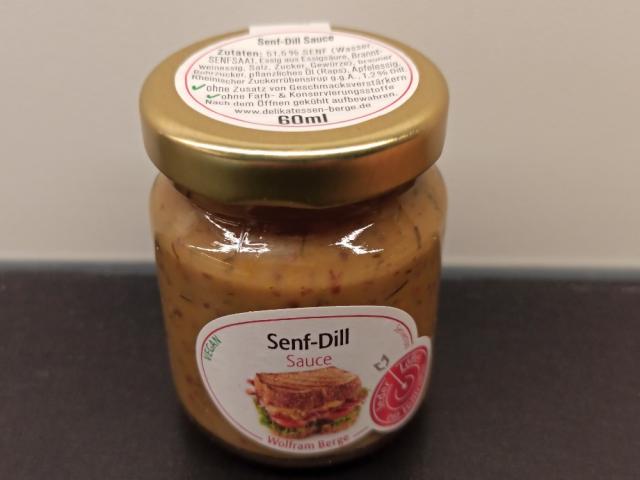 Senf-Dill Sauce
Zutaten: 51,5% SENF (Wasser,
SENFSAAT, Essig aus Essigsäure, Brannt-
weinessig, Salz, Zucker, Gewürze), brauner
Rohrzucker, pflanzliches Öl (Raps), Apfelessig,
Rheinischer Zuckerrübensirup g.g.A., 1,2% Dill.
✓ohne Zusatz von Geschmacksverstärkern
✓ohne Farb- & Konservierungsstoffe
Nach dem Öffnen gekühlt aufbewahren.
www.delikatessen-berge.de
60ml
VEGAN
Senf-Dill
Sauce
Wolfram Berge